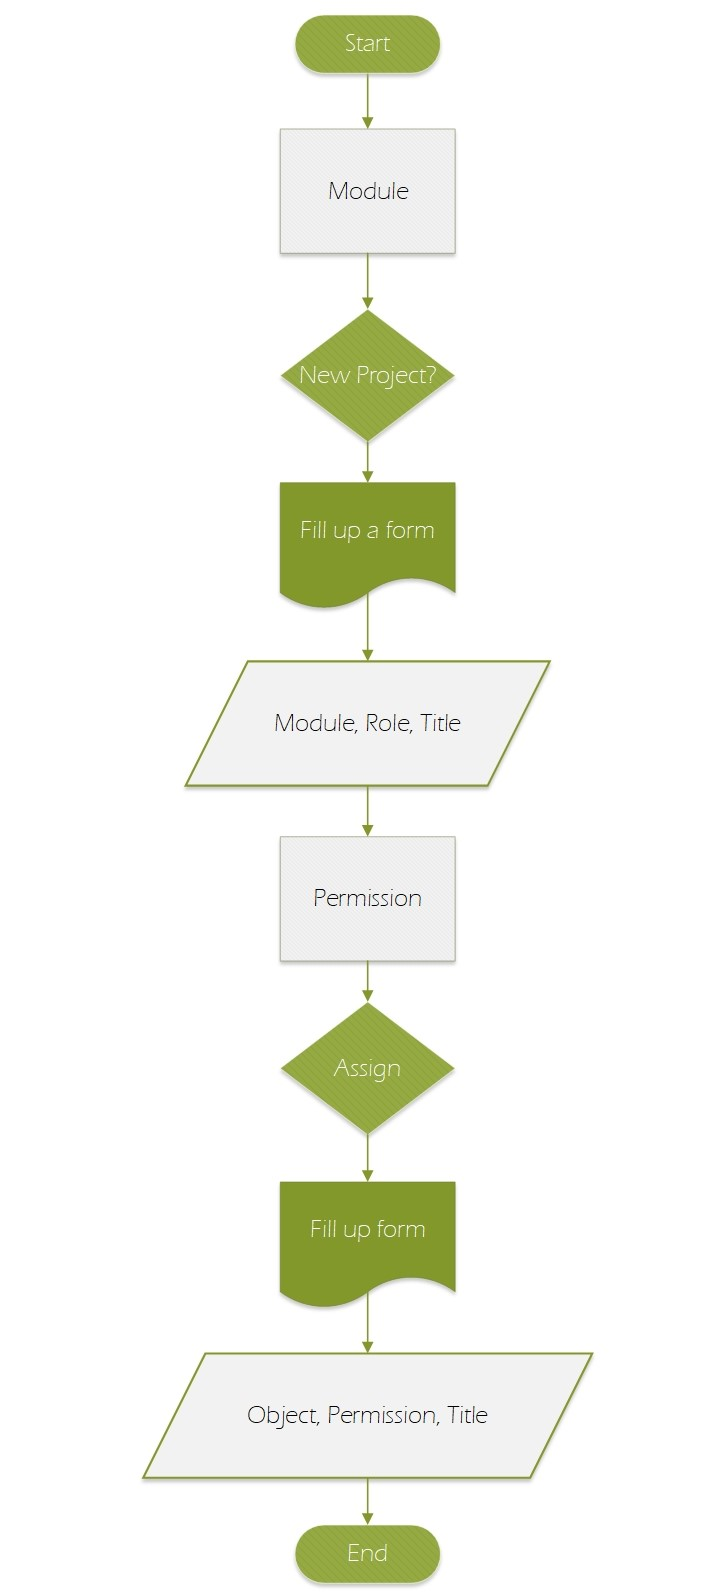 Start
Module
New Project?
Fill up a form
Module, Role, Title
Permission
Assign
Fill up form
Object, Permission, Title
End